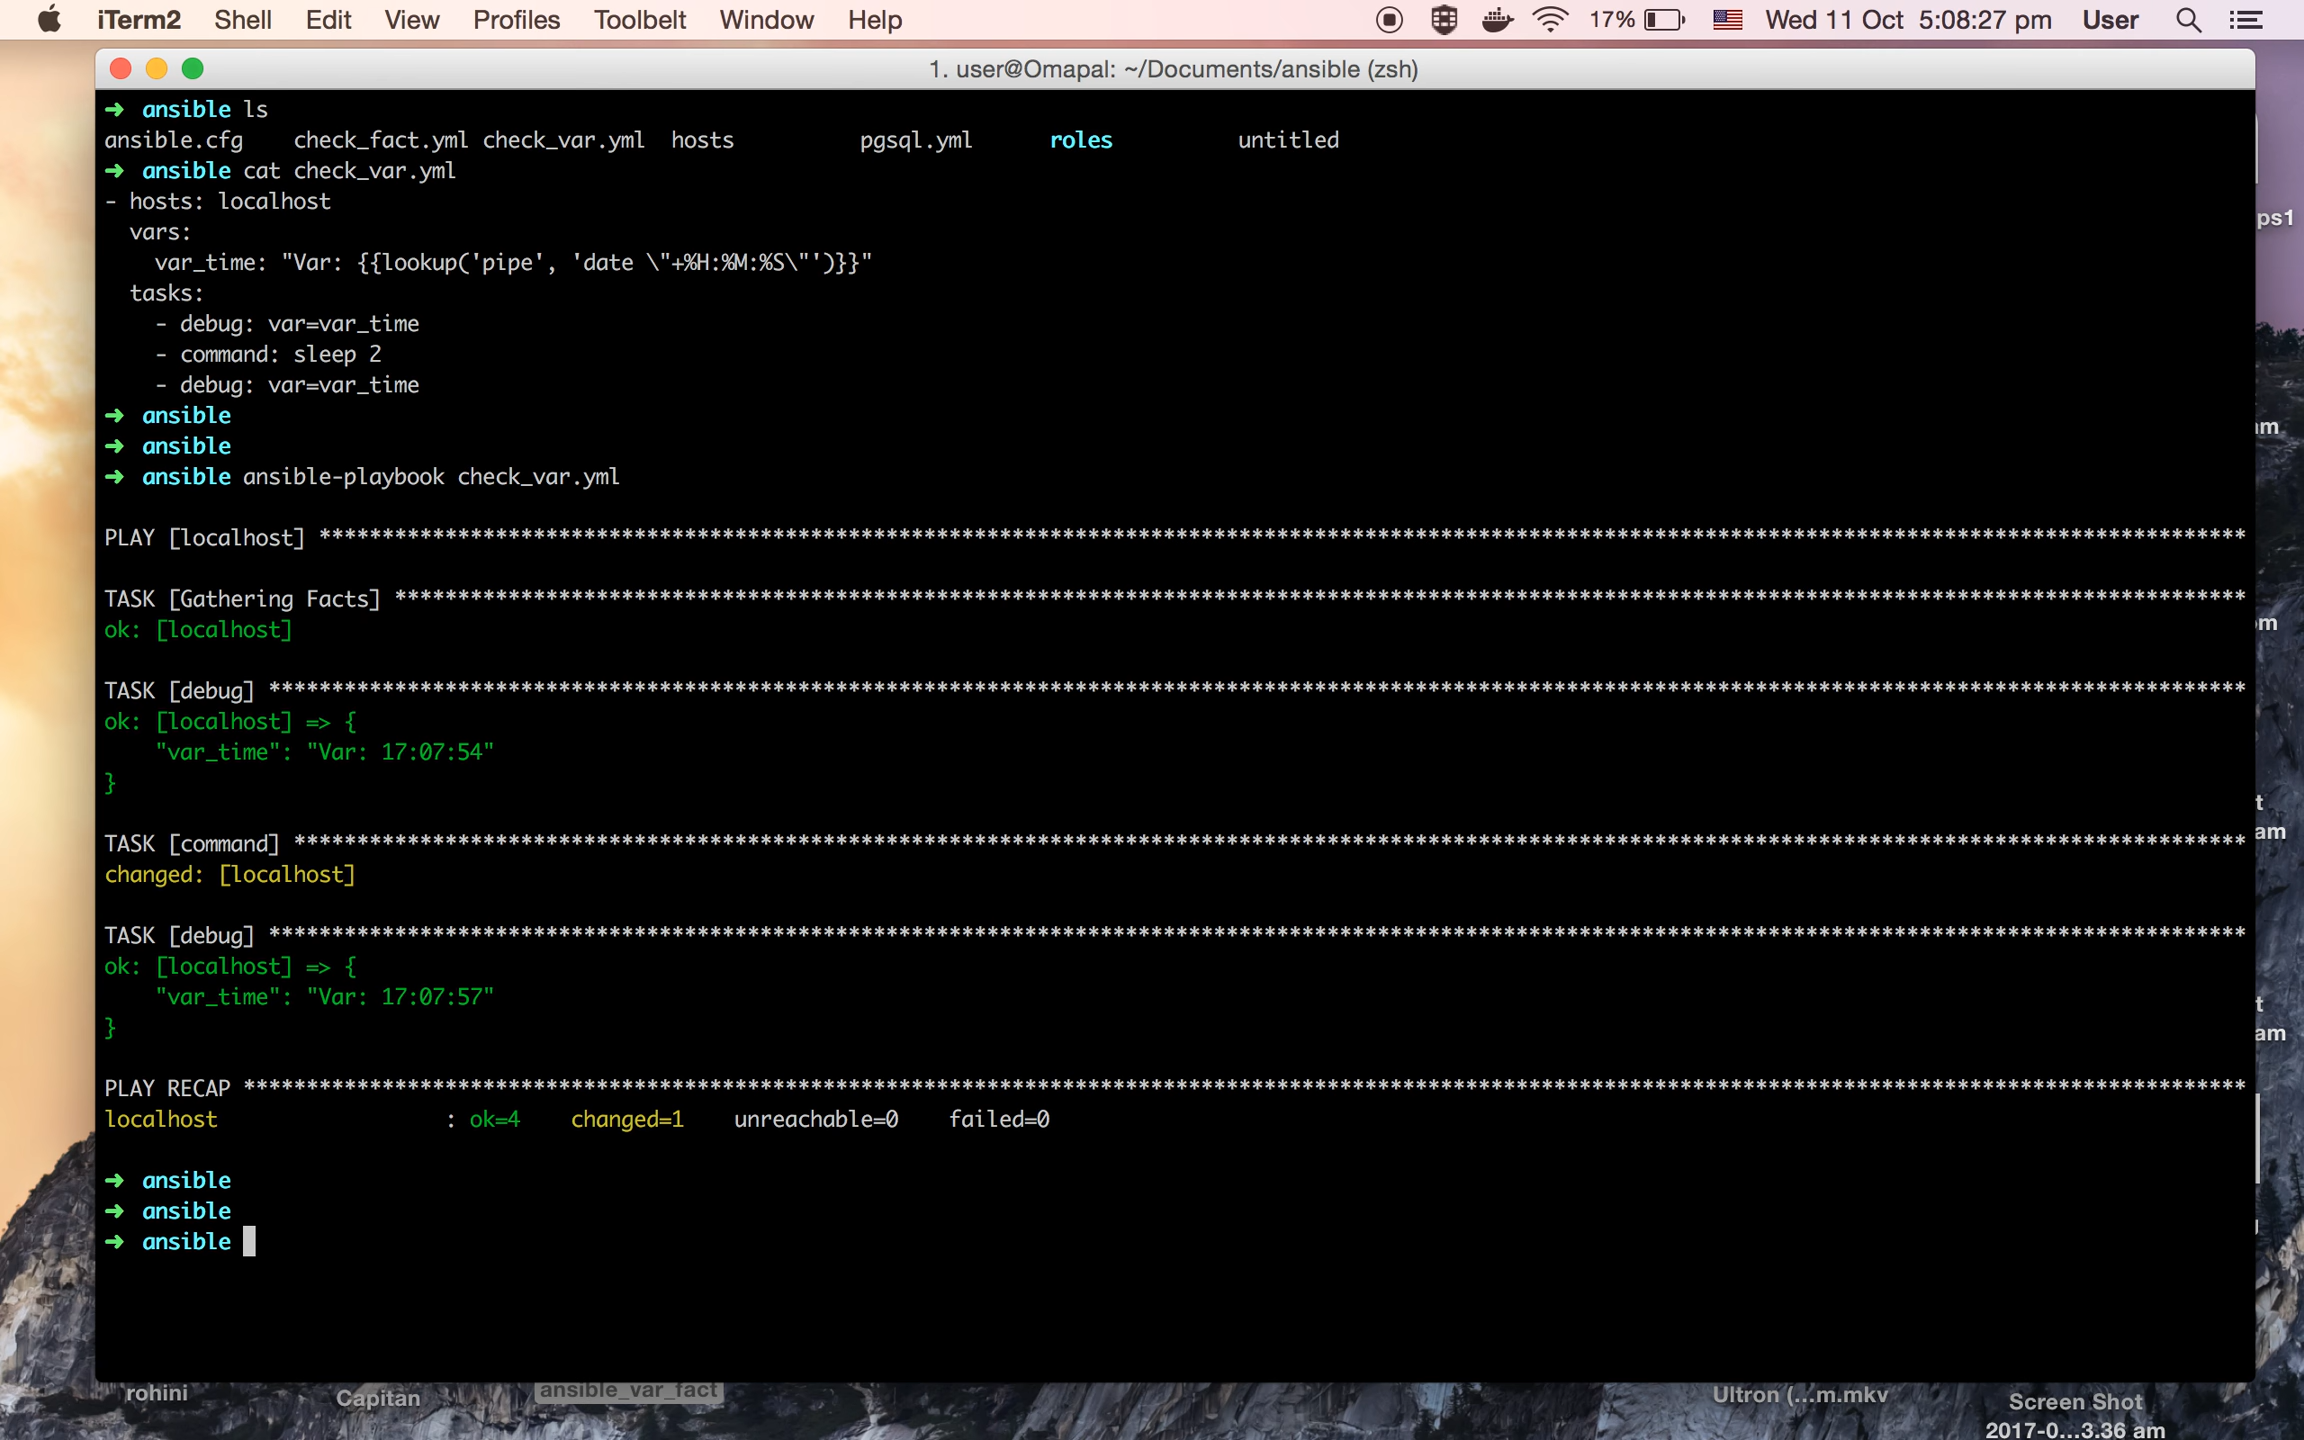 iTerm2 Shell Edit View Profiles Toolbelt Window Help 17% Wed 11 Oct 5:08:27 pm User
1. user@Omapal: ~/Documents/ansible (zsh)
➜ ansible ls
ansible.cfg check_fact.yml check_var.yml hosts pgsql.yml roles untitled
➜ ansible cat check_var.yml
- hosts: localhost
vars:
var_time: "Var: {{lookup('pipe', 'date \"+%H:%M:%S\"')}}"
tasks:
- debug: var=var_time
- command: sleep 2
- debug: var=var_time
➜ ansible
➜ ansible
➜ ansible ansible-playbook check_var.yml
PLAY [localhost] *********************************************************************************************************************************************************
TASK [Gathering Facts] ***************************************************************************************************************************************************
ok: [localhost]
TASK [debug] *************************************************************************************************************************************************************
ok: [localhost] => {
"var_time": "Var: 17:07:54"
}
TASK [command] ***********************************************************************************************************************************************************
changed: [localhost]
TASK [debug] *************************************************************************************************************************************************************
ok: [localhost] => {
"var_time": "Var: 17:07:57"
}
PLAY RECAP ***************************************************************************************************************************************************************
localhost : ok=4 changed=1 unreachable=0 failed=0
➜ ansible
➜ ansible
➜ ansible
ps1
am
t
am
t
am
rohini Capitan ansible_var_fact Ultron (...m.mkv Screen Shot
2017-0...3.36 am